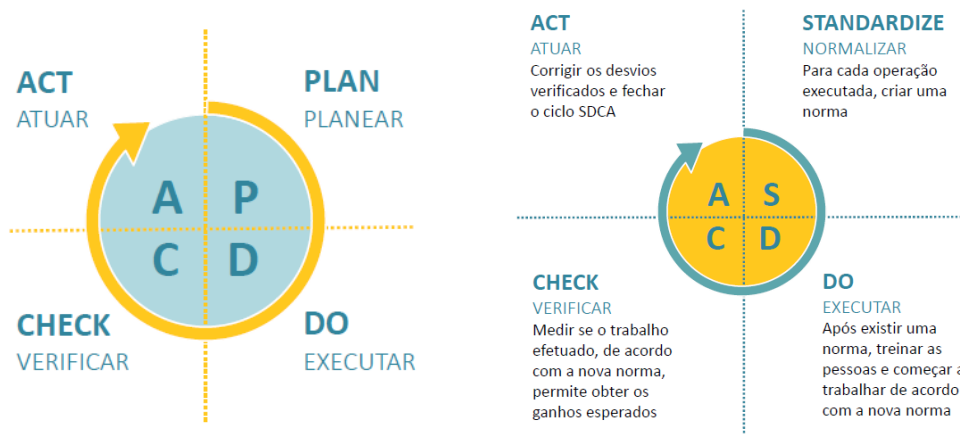 ACT
ATUAR
PLAN
PLANEAR
A P
C D
CHECK
VERIFICAR
DO
EXECUTAR
ACT
ATUAR
Corrigir os desvios
verificados e fechar
o ciclo SDCA
STANDARDIZE
NORMALIZAR
Para cada operação
executada, criar uma
norma
A S
C D
CHECK
VERIFICAR
Medir se o trabalho
efetuado, de acordo
com a nova norma,
permite obter os
ganhos esperados
DO
EXECUTAR
Após existir uma
norma, treinar as
pessoas e começar a
trabalhar de acordo
com a nova norma